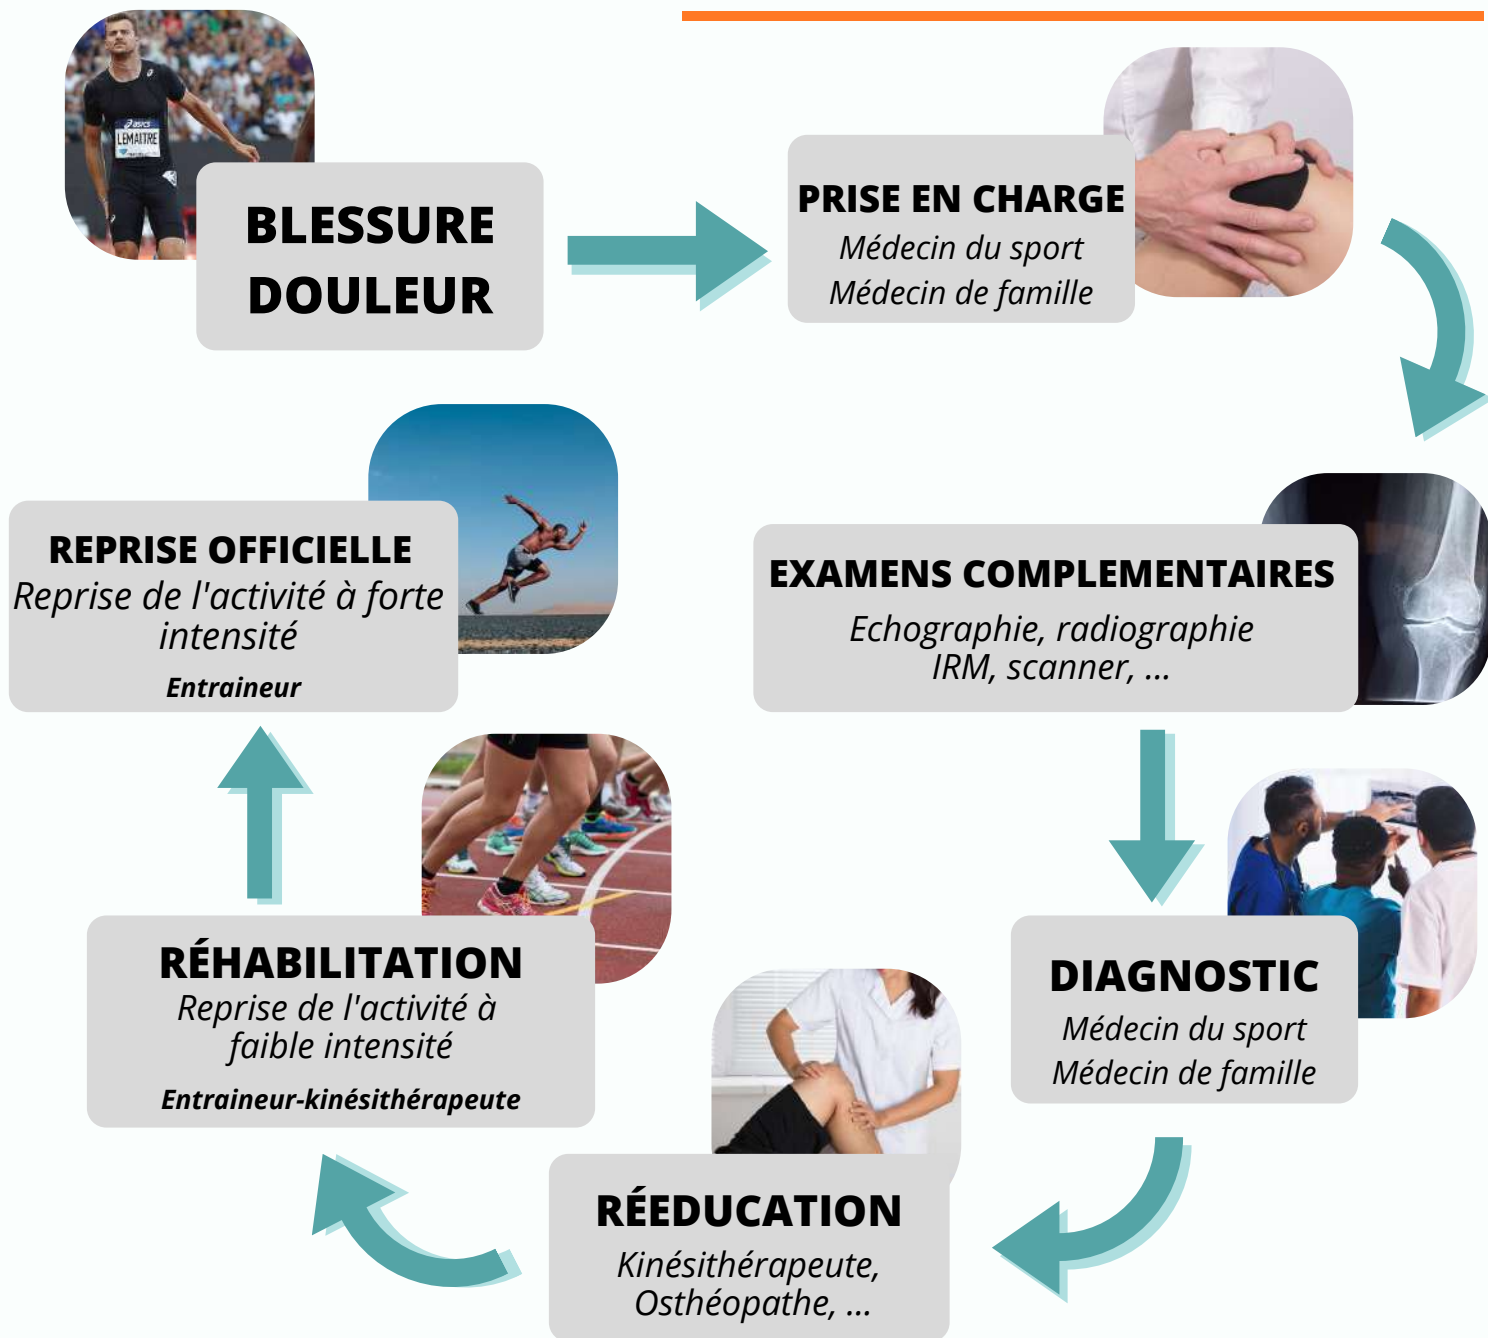 asics
LEMAITRE
BLESSURE
DOULEUR
PRISE EN CHARGE
Médecin du sport
Médecin de famille
EXAMENS COMPLEMENTAIRES
Echographie, radiographie
IRM, scanner, ...
DIAGNOSTIC
Médecin du sport
Médecin de famille
RÉEDUCATION
Kinésithérapeute,
Osthéopathe, ...
RÉHABILITATION
Reprise de l'activité à
faible intensité
Entraineur-kinésithérapeute
REPRISE OFFICIELLE
Reprise de l'activité à forte
intensité
Entraineur